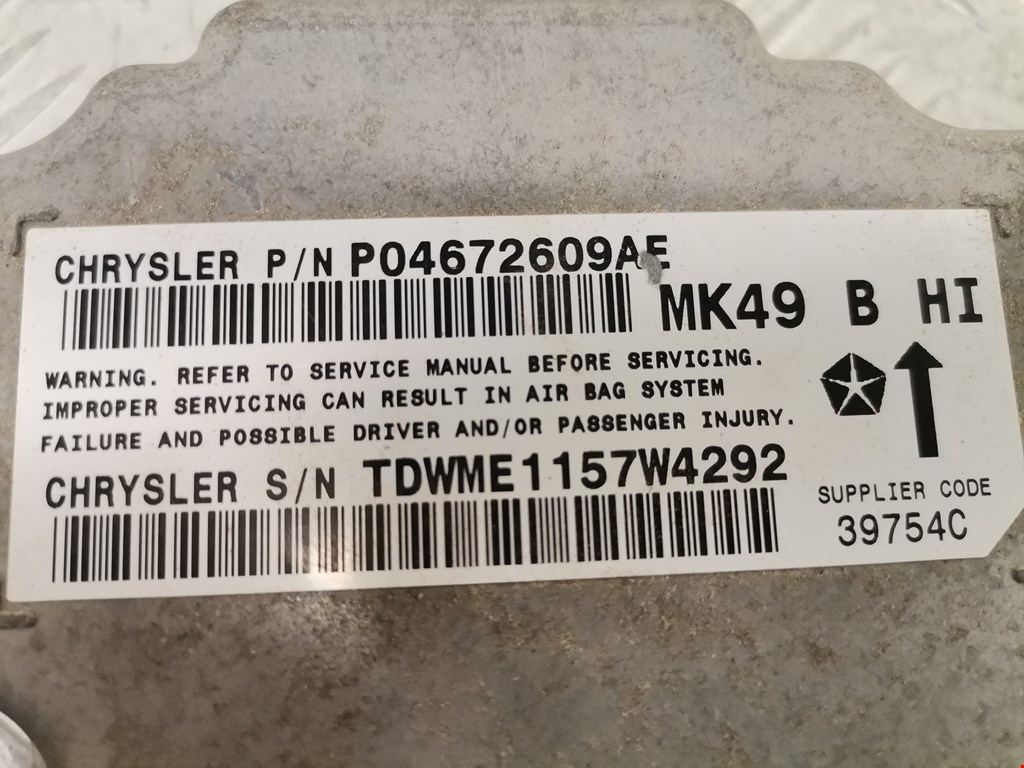 CHRYSLER P/N P04672609AE
MK49 B HI
WARNING. REFER TO SERVICE MANUAL BEFORE SERVICING.
IMPROPER SERVICING CAN RESULT IN AIR BAG SYSTEM
FAILURE AND POSSIBLE DRIVER AND/OR PASSENGER INJURY.
CHRYSLER S/N TDWME1157W4292
SUPPLIER CODE
39754C